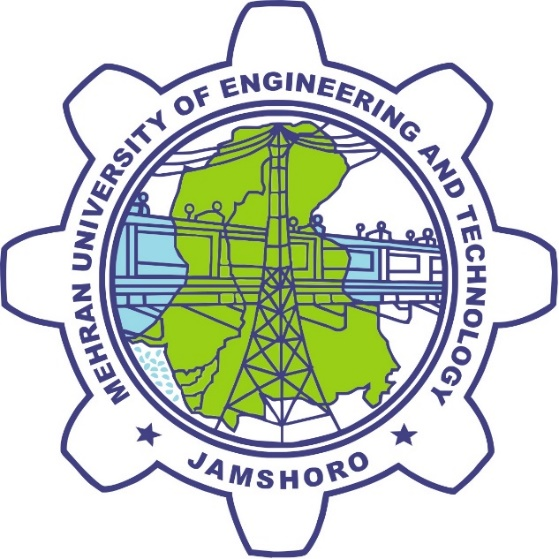 MEHRAN UNIVERSITY OF ENGINEERING AND TECHNOLOGY
JAMSHORO